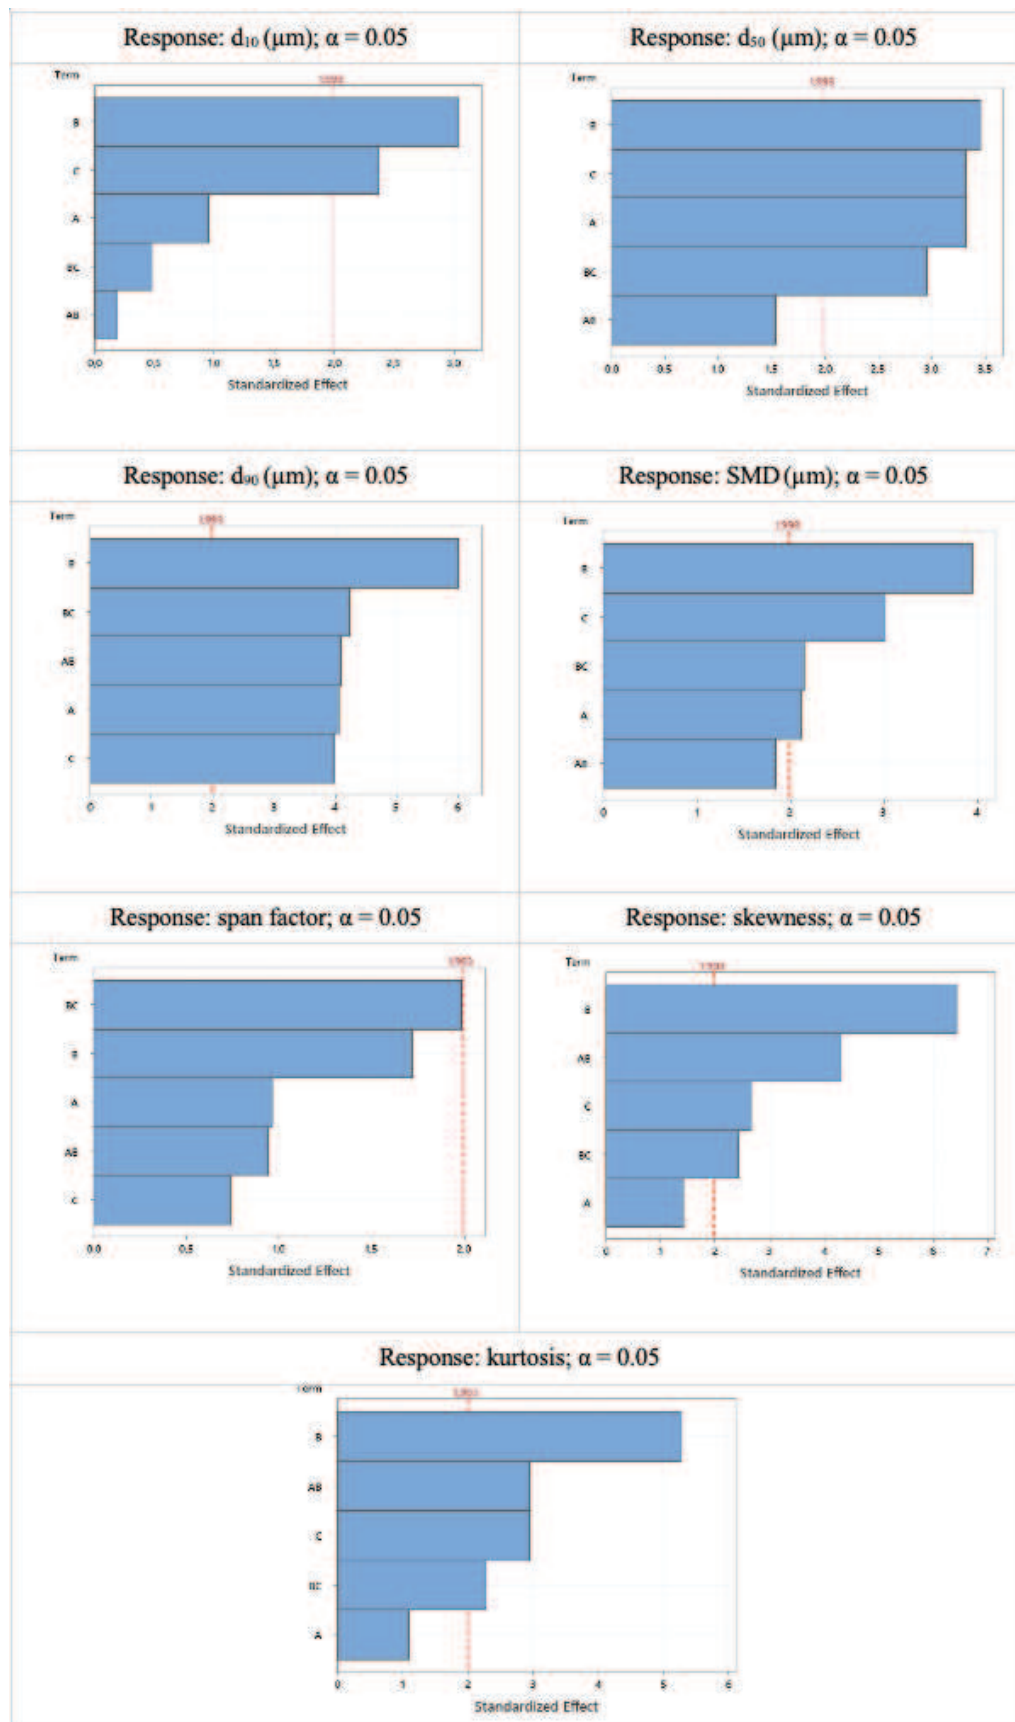 Response: d₁₀ (µm); α = 0.05
Response: d₅₀ (µm); α = 0.05
Term
B
C
A
BC
AB
0,0 0,5 1,0 2,0 3,0
Standardized Effect
Term
B
C
A
BC
AB
0.0 0.5 1.0 1.5 2.0 2.5 3.0 3.5
Standardized Effect
Response: d₉₀ (µm); α = 0.05
Response: SMD (µm); α = 0.05
Term
B
BC
AB
A
C
0 1 2 3 4 5 6
Standardized Effect
Term
1.990
B
C
BC
A
AB
0 1 2 3 4
Standardized Effect
Response: span factor; α = 0.05
Response: skewness; α = 0.05
Term
BC
B
A
AB
C
0.0 0.5 1.0 1.5 2.0
Standardized Effect
Term
B
AB
C
BC
A
0 1 2 3 4 5 6 7
Standardized Effect
Response: kurtosis; α = 0.05
Term
B
AB
C
BC
A
0 1 2 3 4 5 6
Standardized Effect